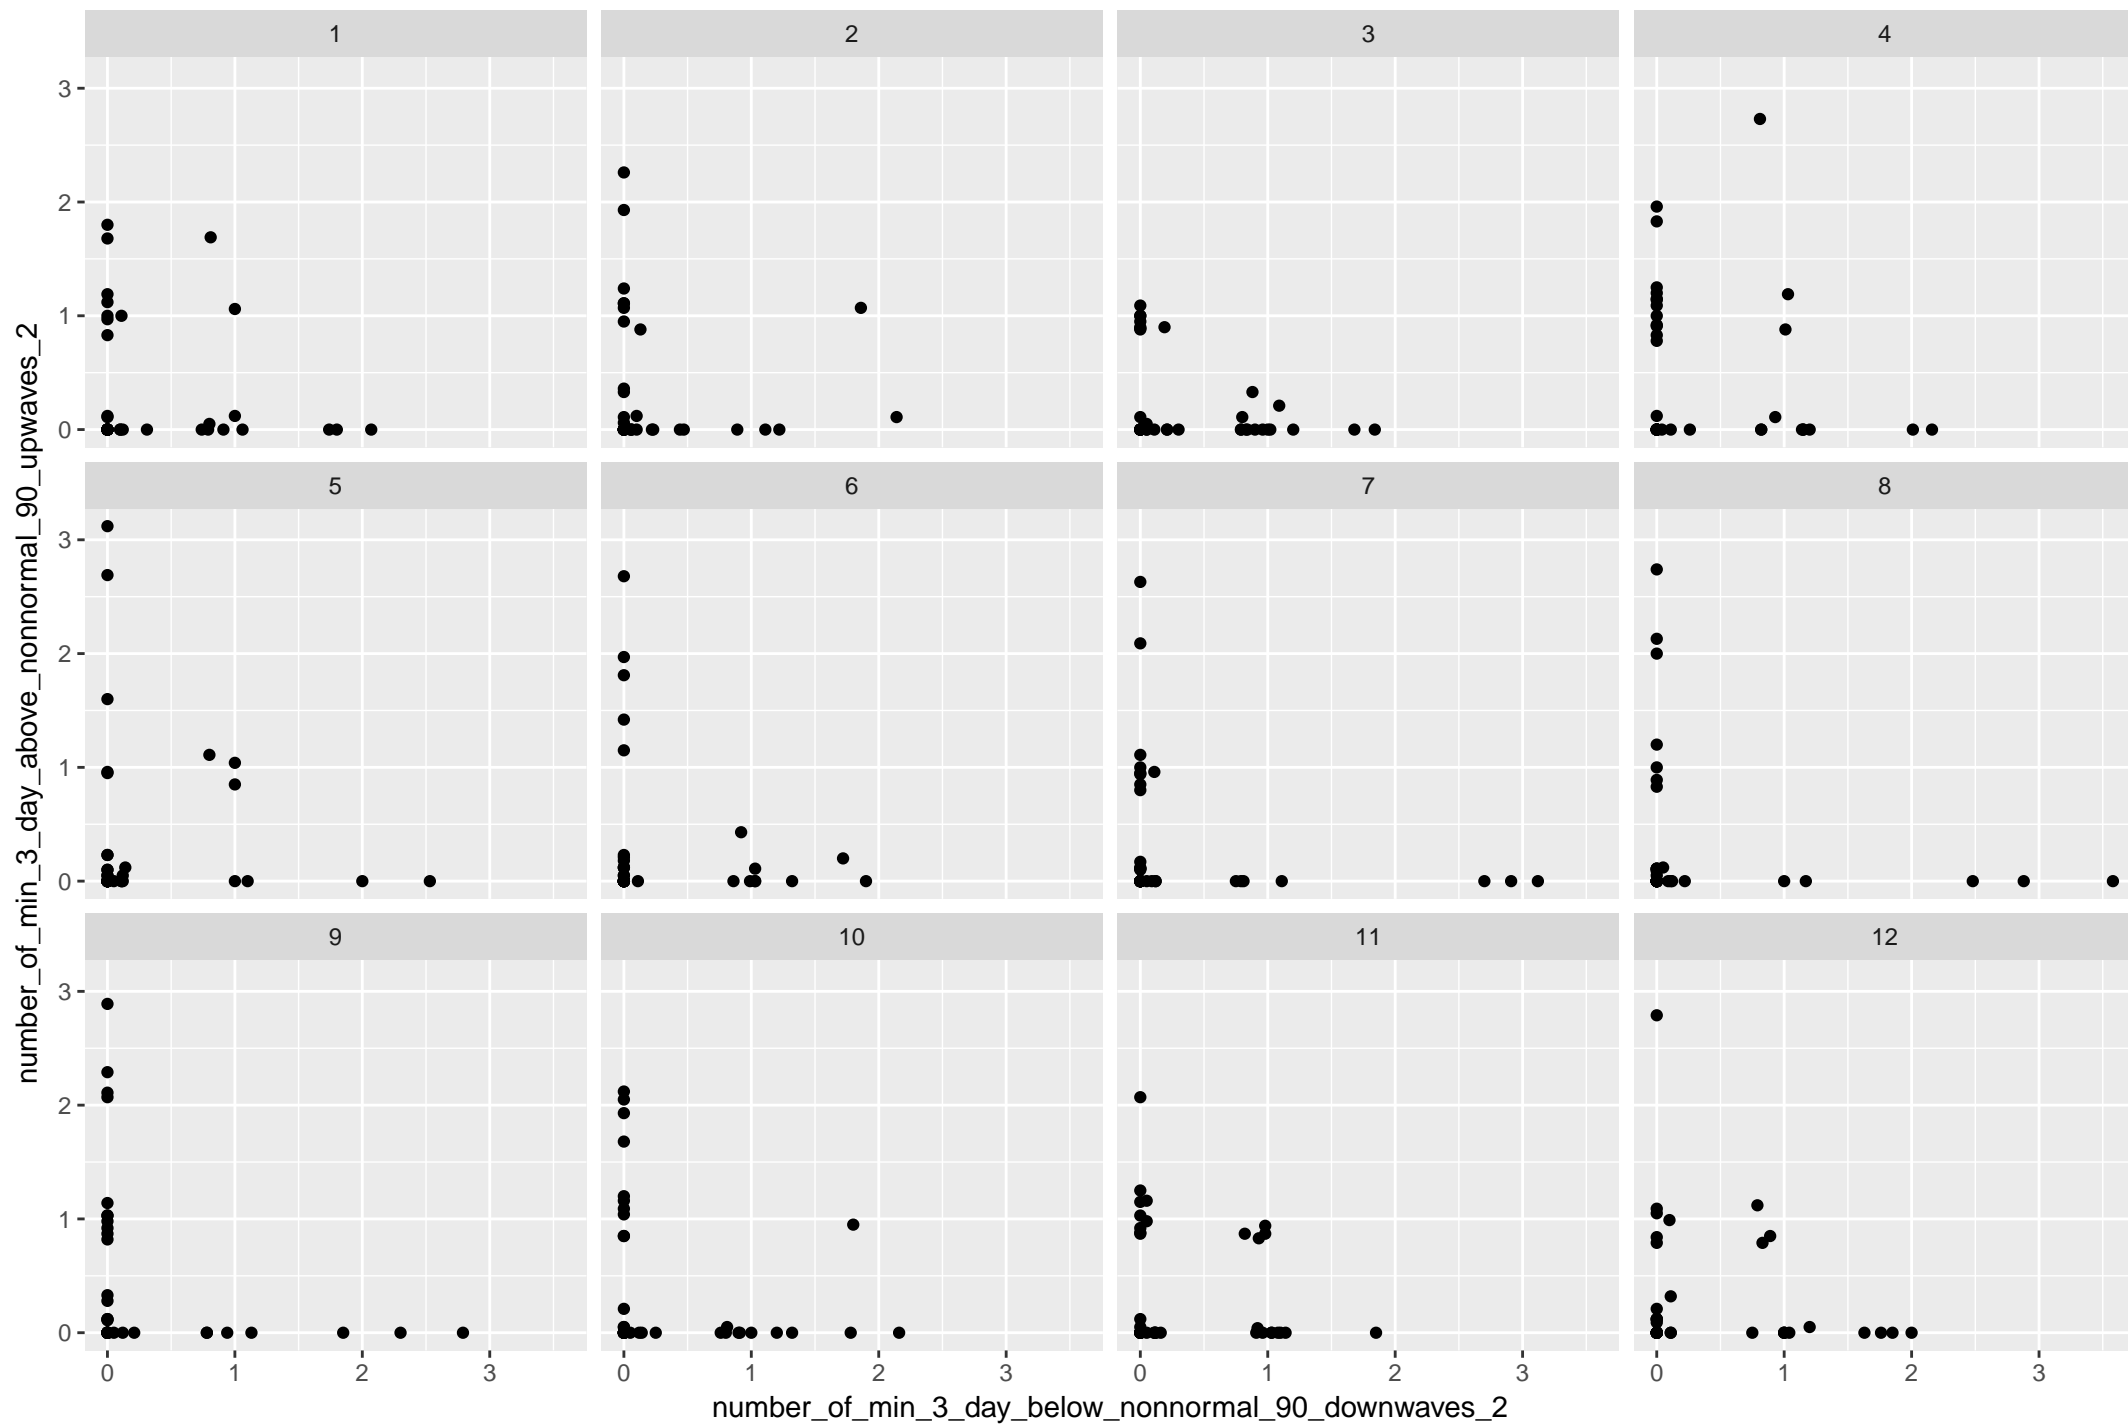 1 2 3 4
3
2
1
0
5 6 7 8
3
2
1
0
9 10 11 12
3
2
1
0
0 1 2 3 0 1 2 3 0 1 2 3 0 1 2 3
number_of_min_3_day_below_nonnormal_90_downwaves_2
number_of_min_3_day_above_nonnormal_90_upwaves_2